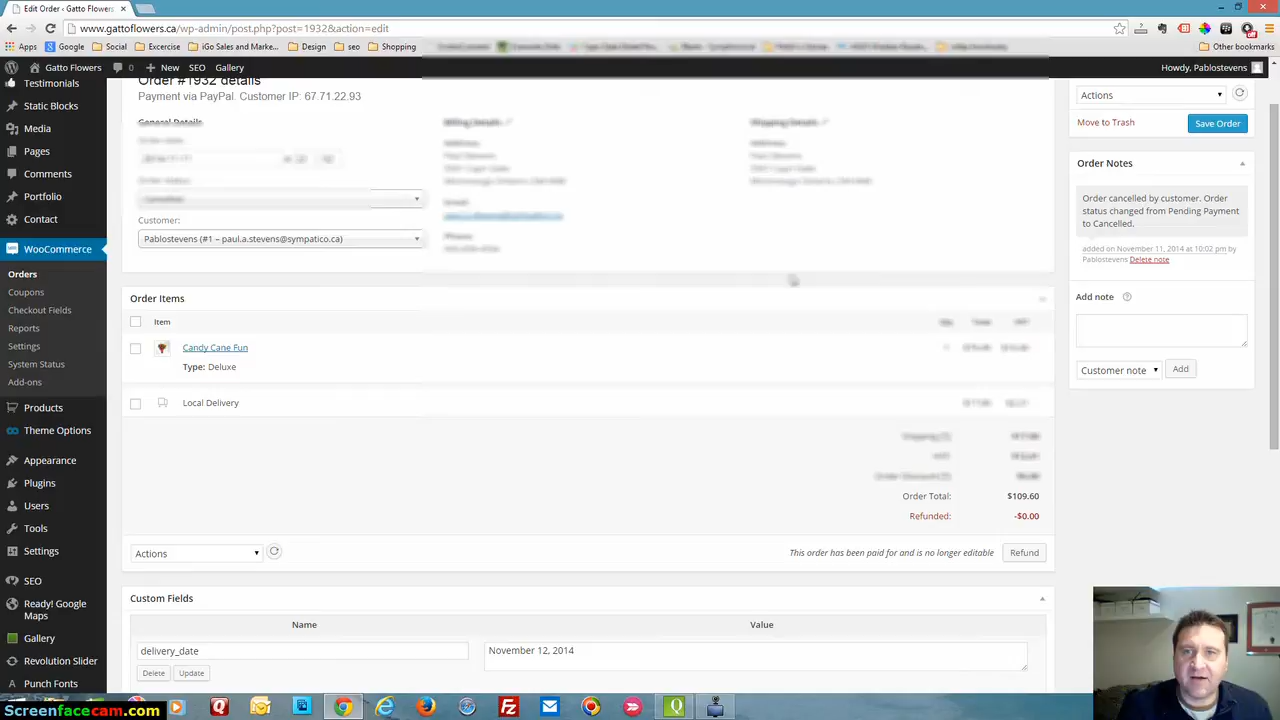 Edit Order ‹ Gatto Flowers
www.gattoflowers.ca/wp-admin/post.php?post=1932&action=edit
Apps
Google
Social
Excercise
iGo Sales and Marke...
Design
seo
Shopping
Other bookmarks
Gatto Flowers
0
New
SEO
Gallery
Howdy, Pablostevens
Testimonials
Static Blocks
Media
Pages
Comments
Portfolio
Contact
WooCommerce
Orders
Coupons
Checkout Fields
Reports
Settings
System Status
Add-ons
Products
Theme Options
Appearance
Plugins
Users
Tools
Settings
SEO
Ready! Google
Maps
Gallery
Revolution Slider
Punch Fonts
Order #1932 details
Payment via PayPal. Customer IP: 67.71.22.93
General Details
Billing Details
Shipping Details
Customer:
Pablostevens (#1 – paul.a.stevens@sympatico.ca)
Order Items
Item
Candy Cane Fun
Type: Deluxe
Local Delivery
Order Total:
$109.60
Refunded:
-$0.00
Actions
This order has been paid for and is no longer editable
Refund
Custom Fields
Name
Value
delivery_date
November 12, 2014
Delete
Update
Actions
Move to Trash
Save Order
Order Notes
Order cancelled by customer. Order
status changed from Pending Payment
to Cancelled.
added on November 11, 2014 at 10:02 pm by
Pablostevens Delete note
Add note
Customer note
Add
Screenfacecam.com